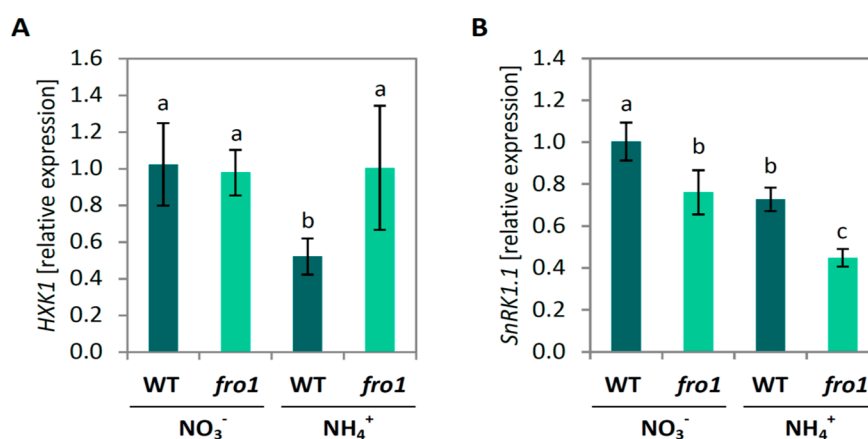 A
HXK1 [relative expression]
1.6
1.4
1.2
1.0
0.8
0.6
0.4
0.2
0.0
a
a
b
a
WT fro1 WT fro1
NO₃⁻ NH₄⁺
B
SnRK1.1 [relative expression]
1.4
1.2
1.0
0.8
0.6
0.4
0.2
0.0
a
b
b
c
WT fro1 WT fro1
NO₃⁻ NH₄⁺